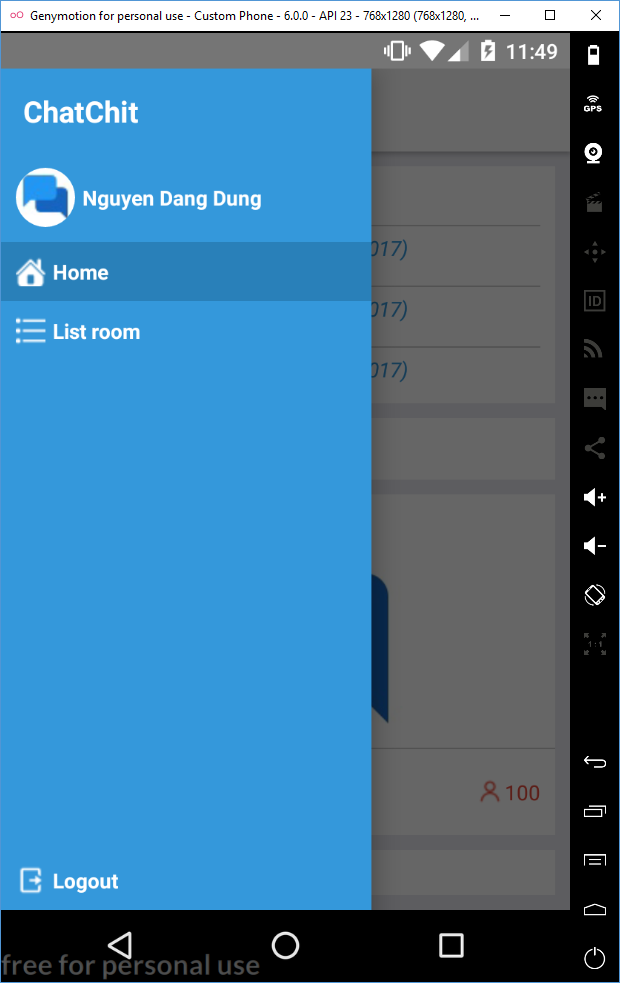 Genymotion for personal use - Custom Phone - 6.0.0 - API 23 - 768x1280 (768x1280, ...
11:49
ChatChit
GPS
Nguyen Dang Dung
017)
Home
ID
017)
List room
017)
1:1
100
Logout
free for personal use